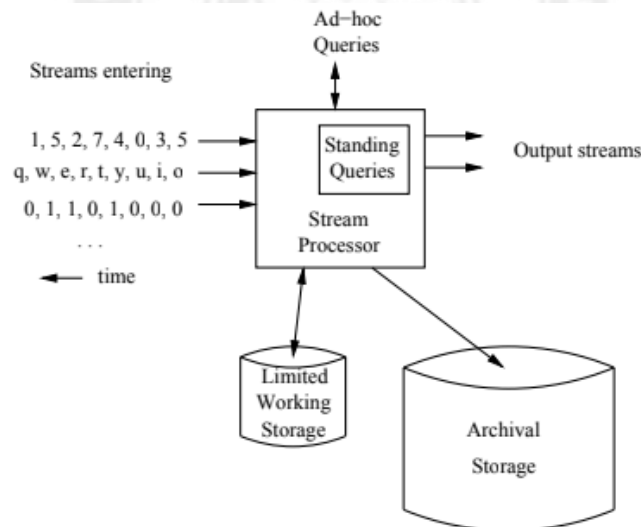 Ad−hoc
Queries
Streams entering
1, 5, 2, 7, 4, 0, 3, 5
q, w, e, r, t, y, u, i, o
0, 1, 1, 0, 1, 0, 0, 0
. . .
time
Standing
Queries
Stream
Processor
Output streams
Limited
Working
Storage
Archival
Storage